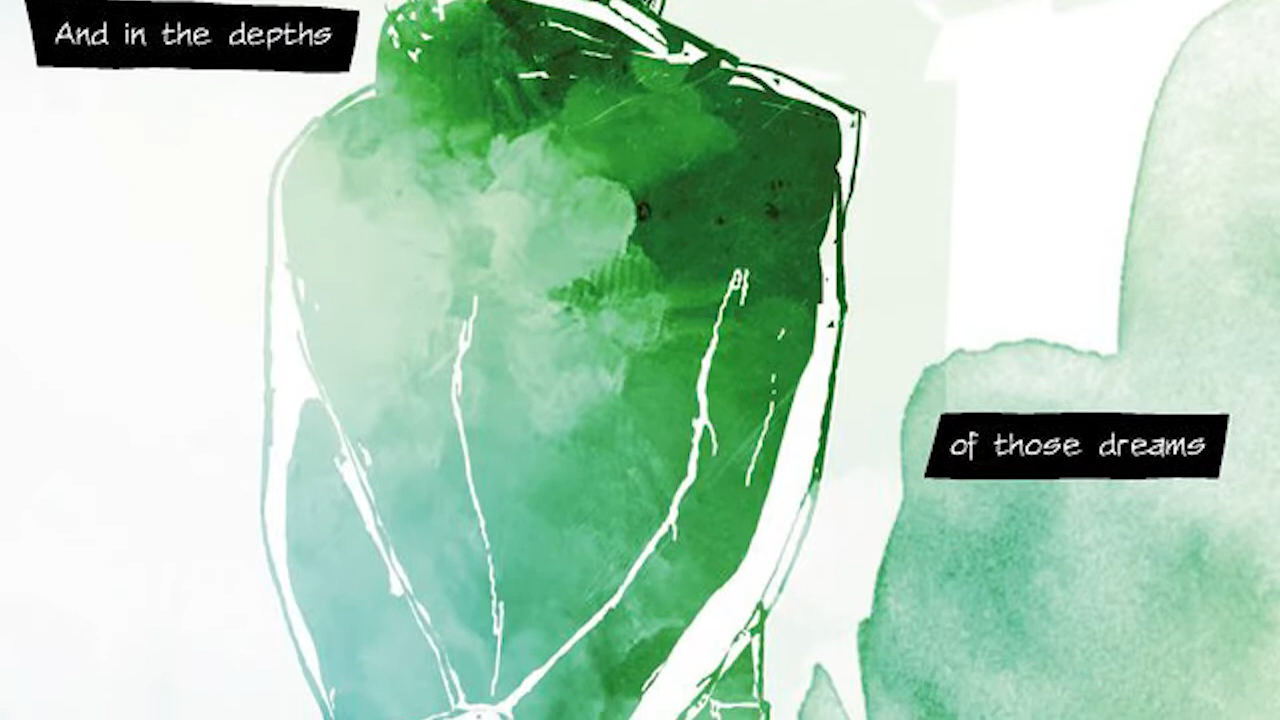 And in the depths
of those dreams